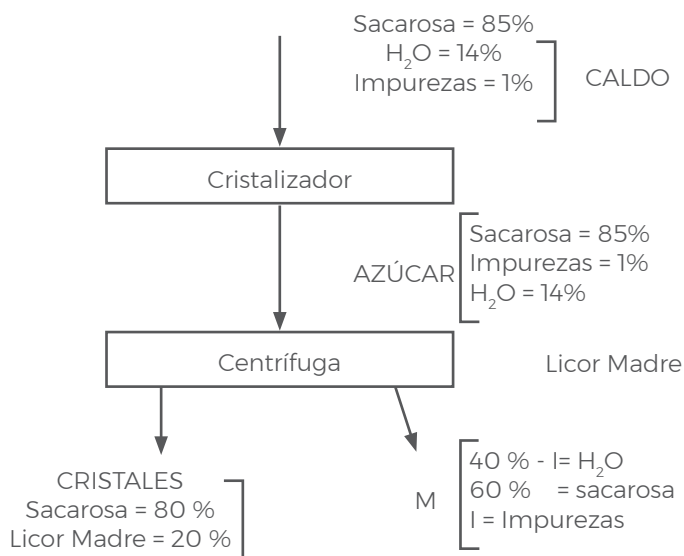 Sacarosa = 85%
H₂O = 14%
Impurezas = 1%
CALDO
Cristalizador
AZÚCAR
Sacarosa = 85%
Impurezas = 1%
H₂O = 14%
Centrífuga
Licor Madre
CRISTALES
Sacarosa = 80 %
Licor Madre = 20 %
M
40 % - I= H₂O
60 % = sacarosa
I = Impurezas